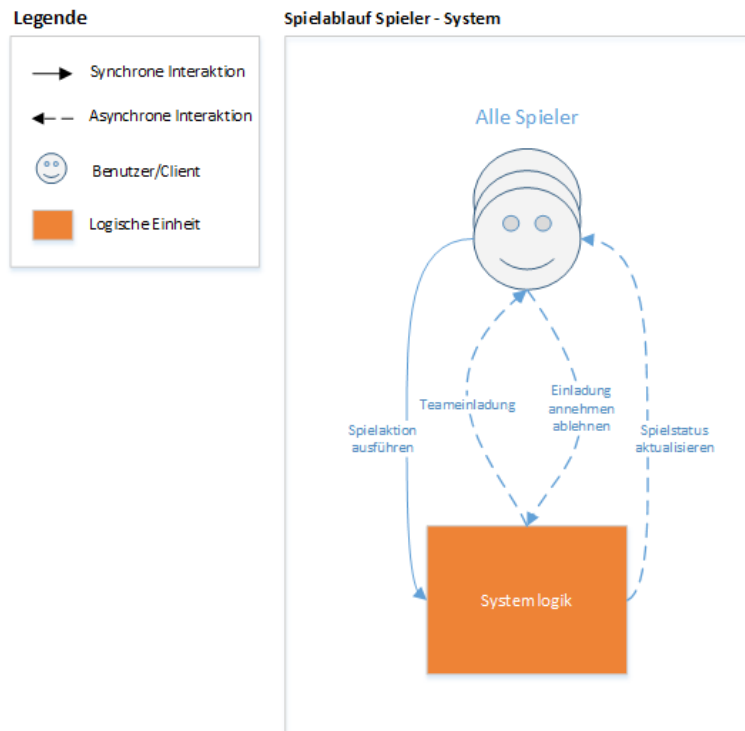 Legende
Synchrone Interaktion
Asynchrone Interaktion
Benutzer/Client
Logische Einheit
Spielablauf Spieler - System
Alle Spieler
Teameinladung
Einladung
annehmen
ablehnen
Spielaktion
ausführen
Spielstatus
aktualisieren
Systemlogik